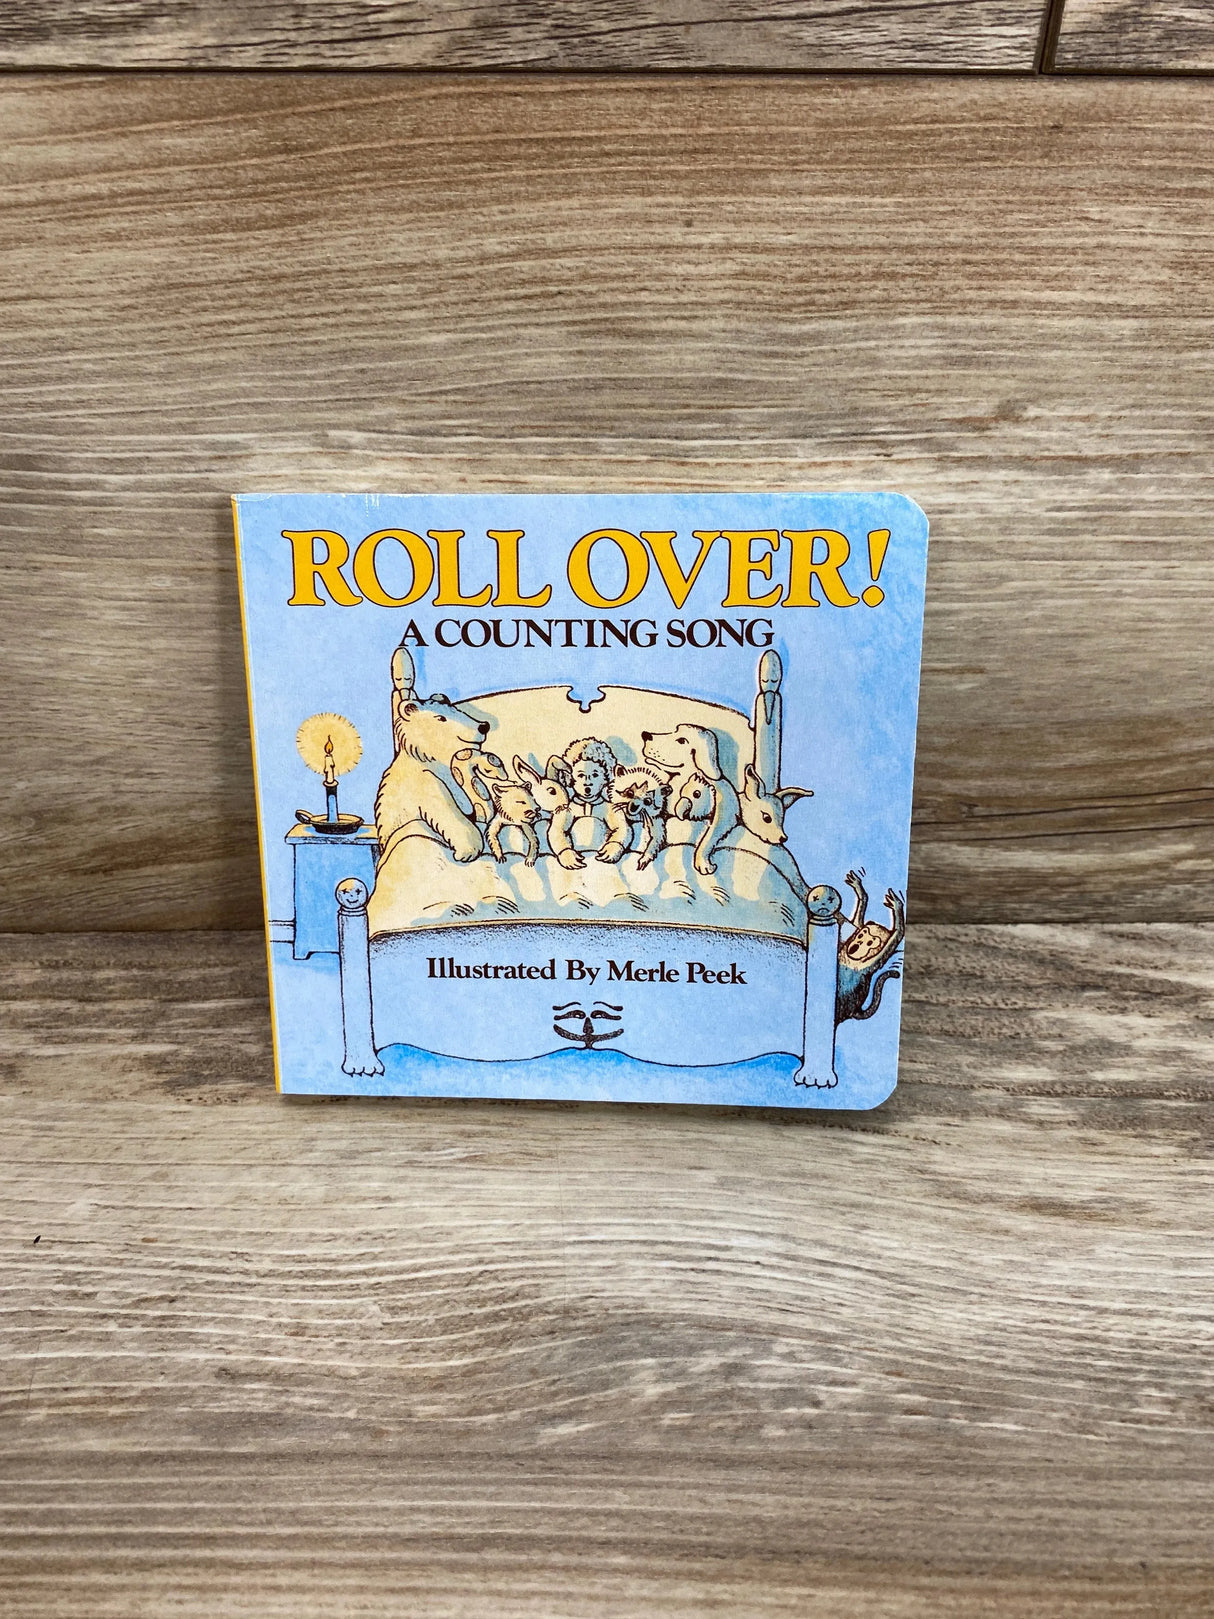 ROLL OVER!
A COUNTING SONG
Illustrated By Merle Peek